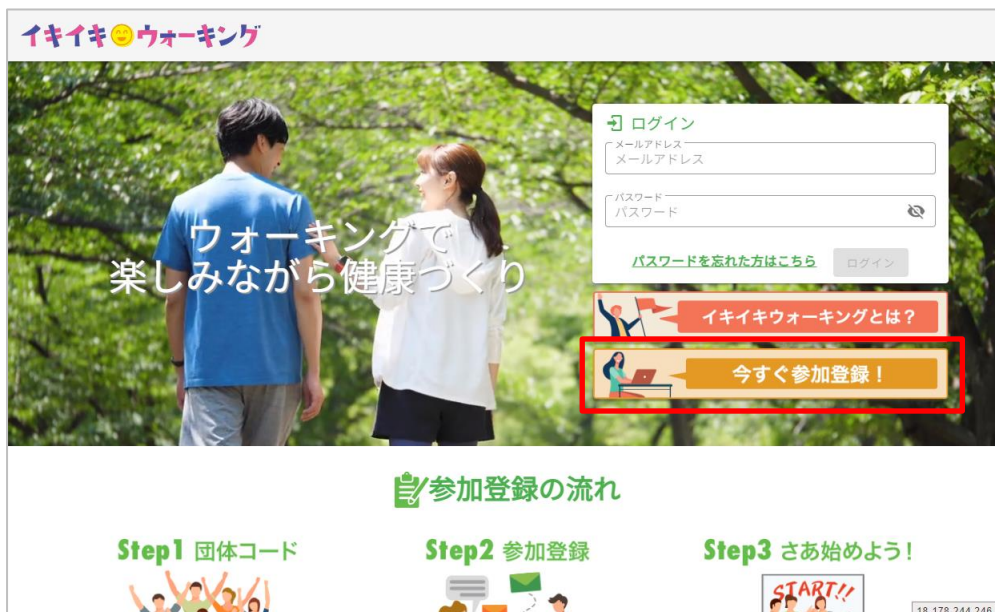 イキイキウォーキング
ログイン
メールアドレス
メールアドレス
パスワード
パスワード
パスワードを忘れた方はこちら ログイン
ウォーキングで
楽しみながら健康づくり
イキイキウォーキングとは？
今すぐ参加登録！
参加登録の流れ
Step1 団体コード
Step2 参加登録
Step3 さあ始めよう！
START!!
18.178.244.246